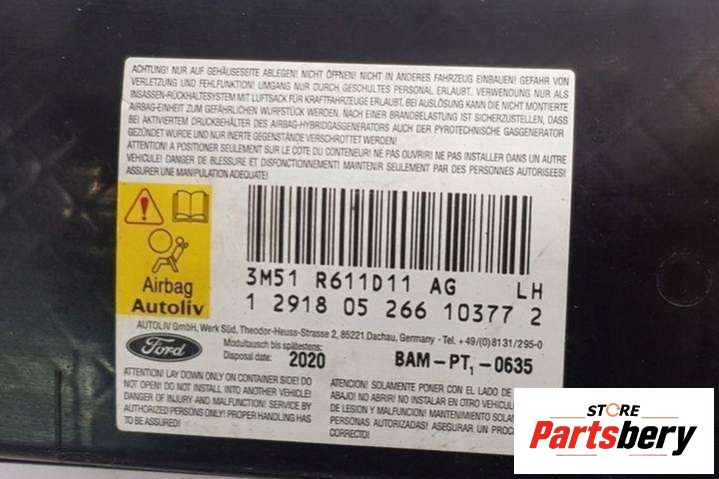 ACHTUNG! NUR AUF GEHÄUSESEITE ABLEGEN! NICHT ÖFFNEN! NICHT IN ANDERES FAHRZEUG EINBAUEN! GEFAHR VON
VERLETZUNG UND FEHLFUNKTION! UMGANG NUR DURCH GESCHULTES PERSONAL ERLAUBT. VERWENDUNG NUR ALS
INSASSEN-RÜCKHALTESYSTEM MIT LUFTSACK FÜR KRAFTFAHRZEUGE ERLAUBT. BEI AUSLÖSUNG KANN DIE NICHT MONTIERTE
AIRBAG-EINHEIT ZUM GEFÄHRLICHEN WURFSTÜCK WERDEN, NACH EINER BRANDBELASTUNG IST SICHERZUSTELLEN, DASS
BEI AKTIVIERTEM DRUCKBEHÄLTER DES AIRBAG-HYBRIDGASGENERATORS AUCH DER PYROTECHNISCHE GASGENERATOR
GEZÜNDET WURDE UND NUR INERTE GEGENSTÄNDE VERSCHROTTET WERDEN!
ATTENTION! A POSITIONER SEULEMENT SUR LE COTE DU CONTENEUR! NE PAS OUVRIR! NE PAS INSTALLER DANS UN AUTRE
VEHICULE! DANGER DE BLESSURE ET DISFONCTIONNEMENT! MAINTENIR SEULEMENT PAR DES PERSONNES AUTORISEES!
ASSURER UNE MANIPULATION ADEQUATE!
Airbag
Autoliv
3M51 R611D11 AG LH
1 2918 05 266 10377 2
AUTOLIV GmbH, Werk Süd, Theodor-Heuss-Strasse 2, 85221 Dachau, Germany - Tel. +49/(0)8131/295-0
Ford
Modultausch bis spätestens:
Disposal date: 2020 BAM-PT₁-0635
ATTENTION! LAY DOWN ONLY ON CONTAINER SIDE! DO
NOT OPEN! DO NOT INSTALL INTO ANOTHER VEHICLE!
DANGER OF INJURY AND MALFUNCTION! SERVICE BY
AUTHORIZED PERSONS ONLY! PROPER HANDLING HAS
TO BE ASSURED!
ATENCION! SOLAMENTE PONER CON EL LADO DE
ABAJO! NO ABRIR! NO INSTALAR EN OTRO VEHICUL
DE LESION Y MALFUNCION! MANTENIMIENTO SOLA
PERSONAS AUTORIZADAS! ASEGURAR UN PROC
CORRECTO!
STORE
Partsbery